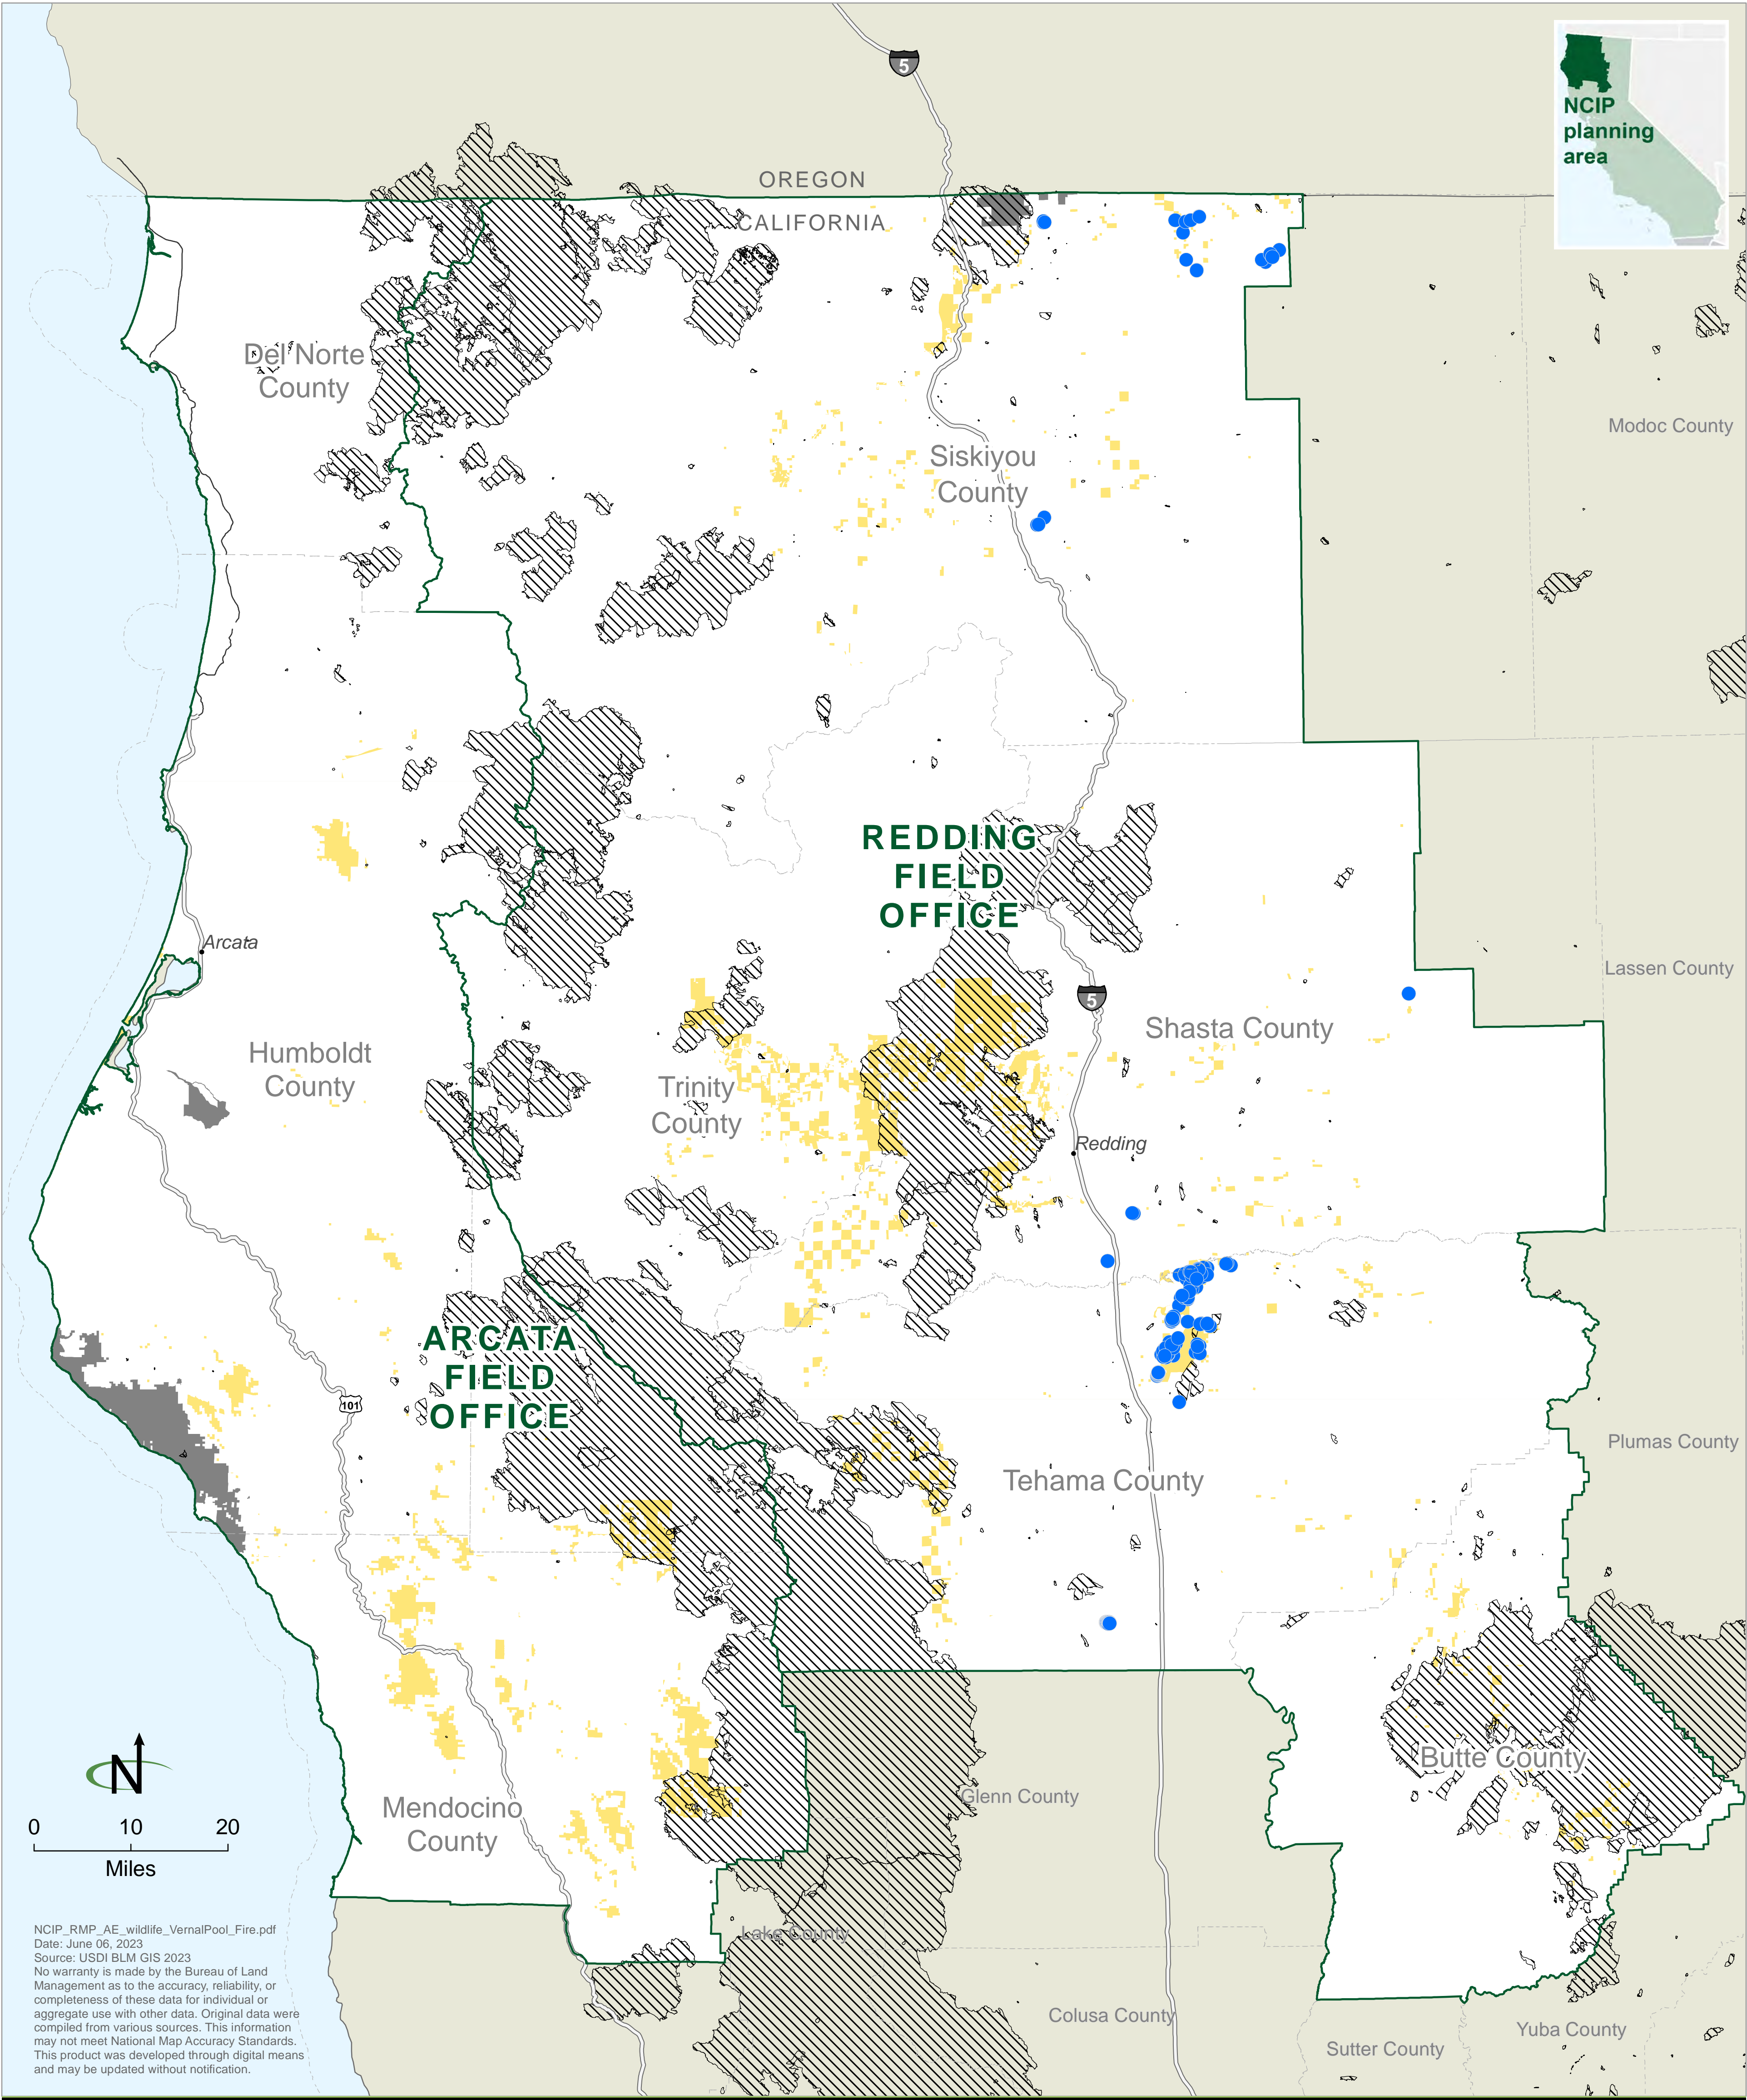 5
NCIP
planning
area
OREGON
CALIFORNIA
Del Norte
County
Modoc County
Siskiyou
County
REDDING
FIELD
OFFICE
Arcata
Lassen County
5
Shasta County
Humboldt
County
Trinity
County
Redding
ARCATA
FIELD
OFFICE
101
Plumas County
Tehama County
Butte County
Glenn County
Mendocino
County
N
0 10 20
Miles
Lake County
NCIP_RMP_AE_wildlife_VernalPool_Fire.pdf
Date: June 06, 2023
Source: USDI BLM GIS 2023
No warranty is made by the Bureau of Land
Management as to the accuracy, reliability, or
completeness of these data for individual or
aggregate use with other data. Original data were
compiled from various sources. This information
may not meet National Map Accuracy Standards.
This product was developed through digital means
and may be updated without notification.
Colusa County
Sutter County
Yuba County